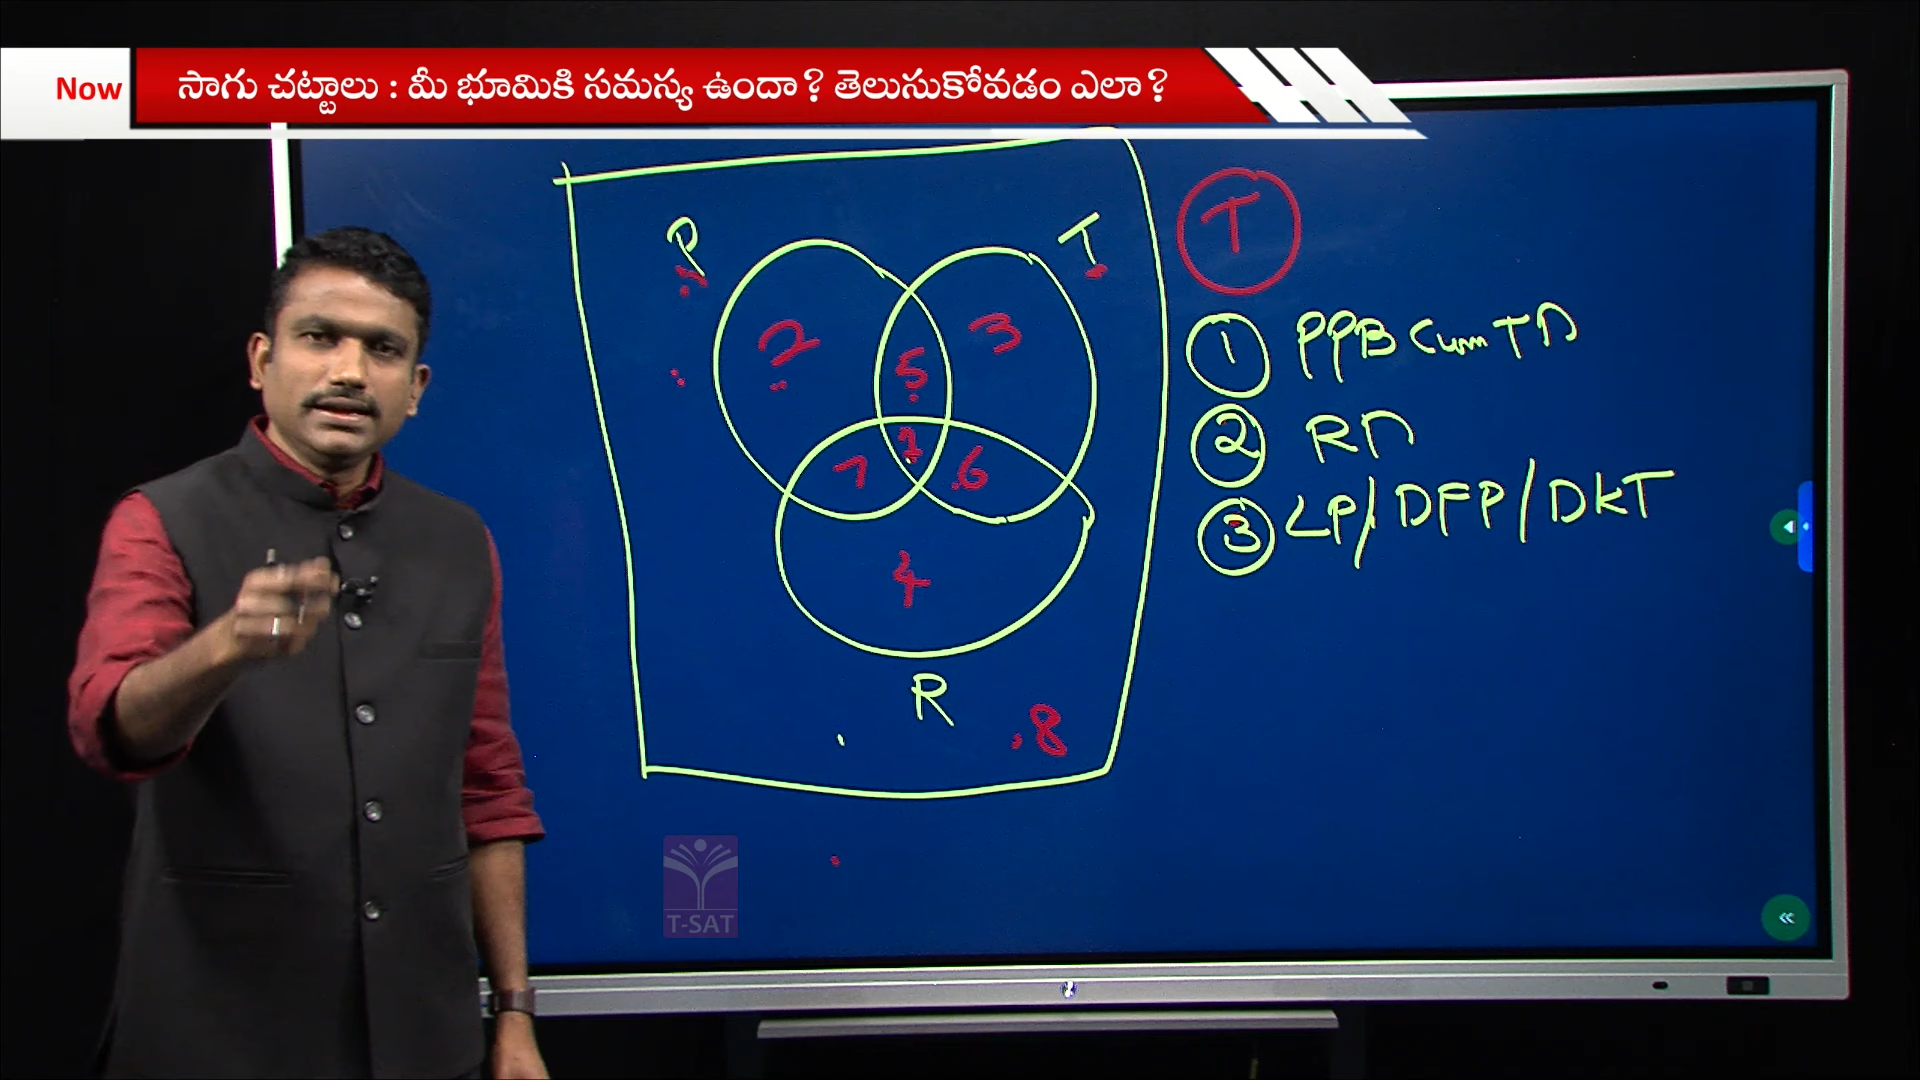 Now
సాగు చట్టాలు : మీ భూమికి సమస్య ఉందా? తెలుసుకోవడం ఎలా?
P
T
T
2
5
3
1
7
6
4
R
8
① PPB Cum TD
② RD
③ LP/DFP/DKT
T-SAT